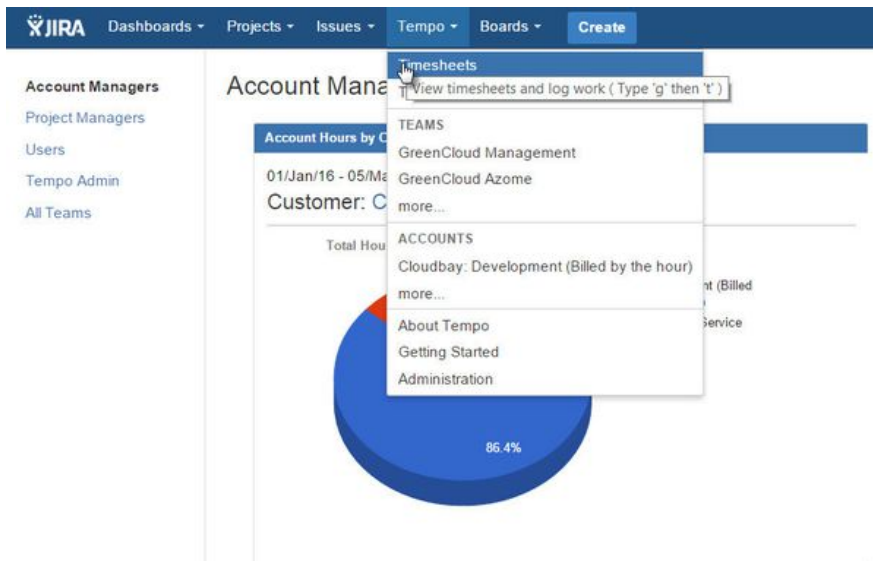 JIRA Dashboards Projects Issues Tempo Boards Create
Account Managers
Project Managers
Users
Tempo Admin
All Teams
Account Mana
Account Hours by C
01/Jan/16 - 05/Ma
Customer: C
Total Hou
86.4%
Timesheets
View timesheets and log work ( Type 'g' then 't' )
TEAMS
GreenCloud Management
GreenCloud Azome
more...
ACCOUNTS
Cloudbay: Development (Billed by the hour)
more...
About Tempo
Getting Started
Administration
nt (Billed
Service